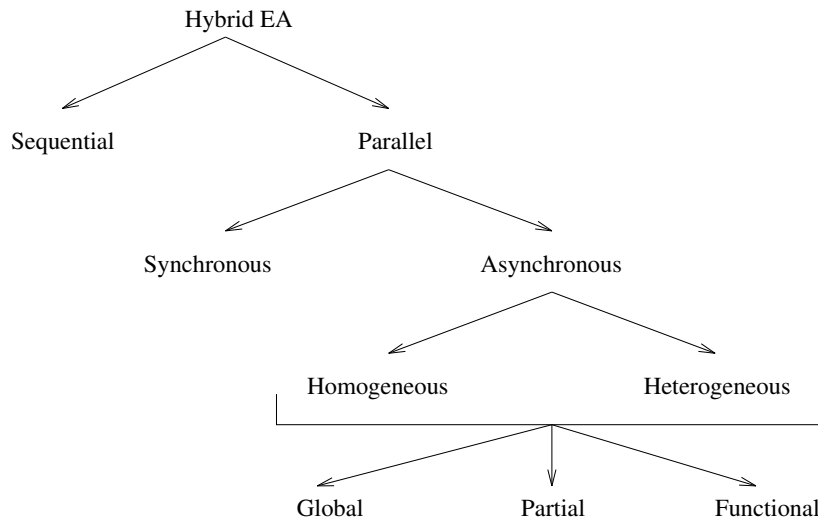 Hybrid EA
Sequential
Parallel
Synchronous
Asynchronous
Homogeneous
Heterogeneous
Global
Partial
Functional